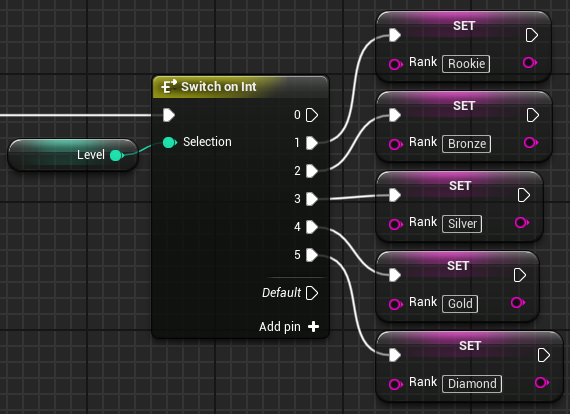 SET
Rank Rookie
Switch on Int
SET
0
Level
Selection
1
Rank Bronze
2
SET
3
Rank Silver
4
5
SET
Default
Rank Gold
Add pin
SET
Rank Diamond